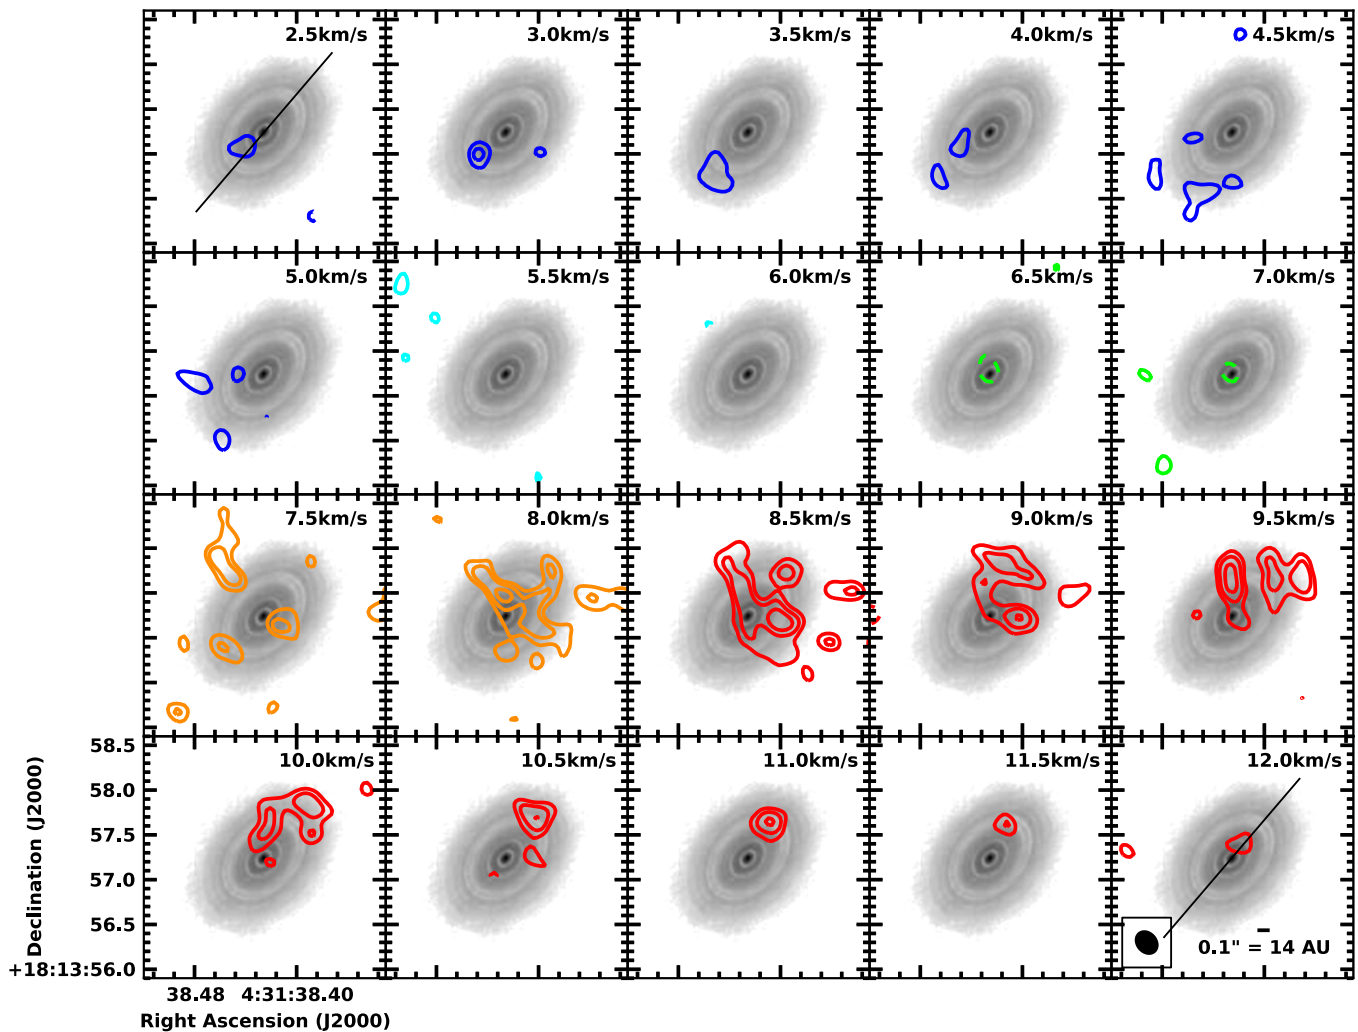 2.5km/s
3.0km/s
3.5km/s
4.0km/s
4.5km/s
5.0km/s
5.5km/s
6.0km/s
6.5km/s
7.0km/s
7.5km/s
8.0km/s
8.5km/s
9.0km/s
9.5km/s
10.0km/s
10.5km/s
11.0km/s
11.5km/s
12.0km/s
58.5
58.0
57.5
57.0
56.5
+18:13:56.0
Declination (J2000)
0.1" = 14 AU
38.48 4:31:38.40
Right Ascension (J2000)